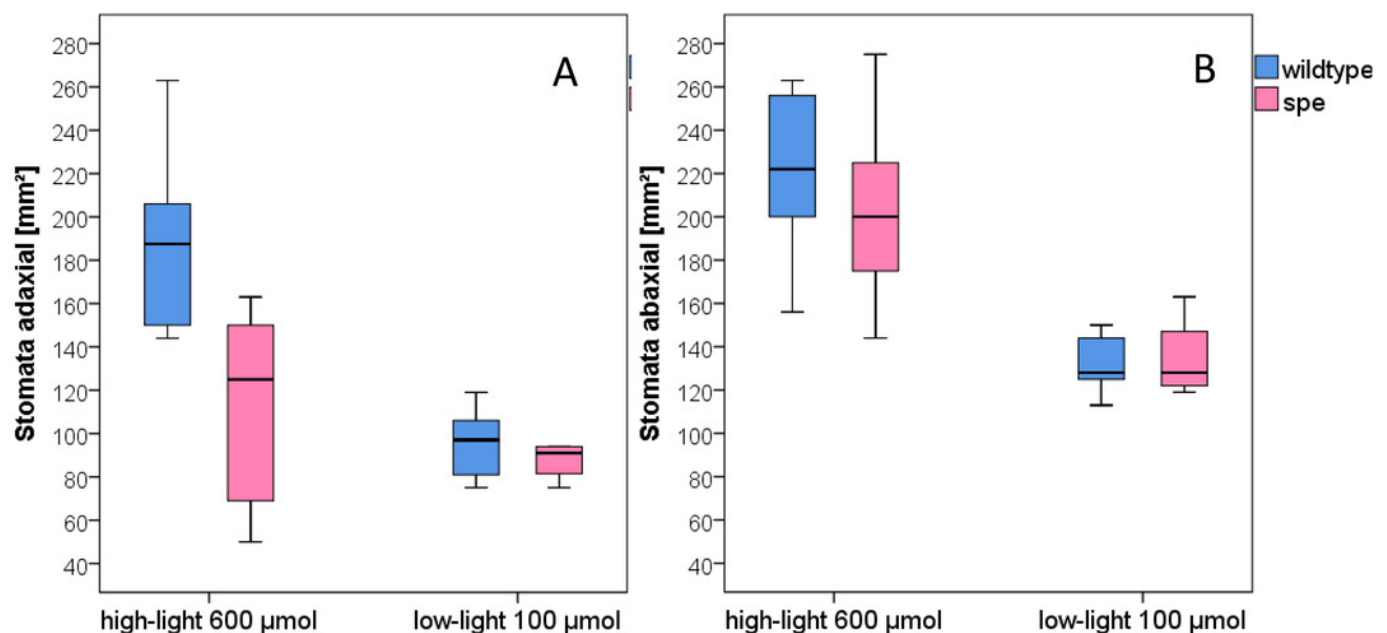 A
Stomata adaxial [mm²]
280
260
240
220
200
180
160
140
120
100
80
60
40
high-light 600 µmol
low-light 100 µmol
B
wildtype
spe
Stomata abaxial [mm²]
280
260
240
220
200
180
160
140
120
100
80
60
40
high-light 600 µmol
low-light 100 µmol